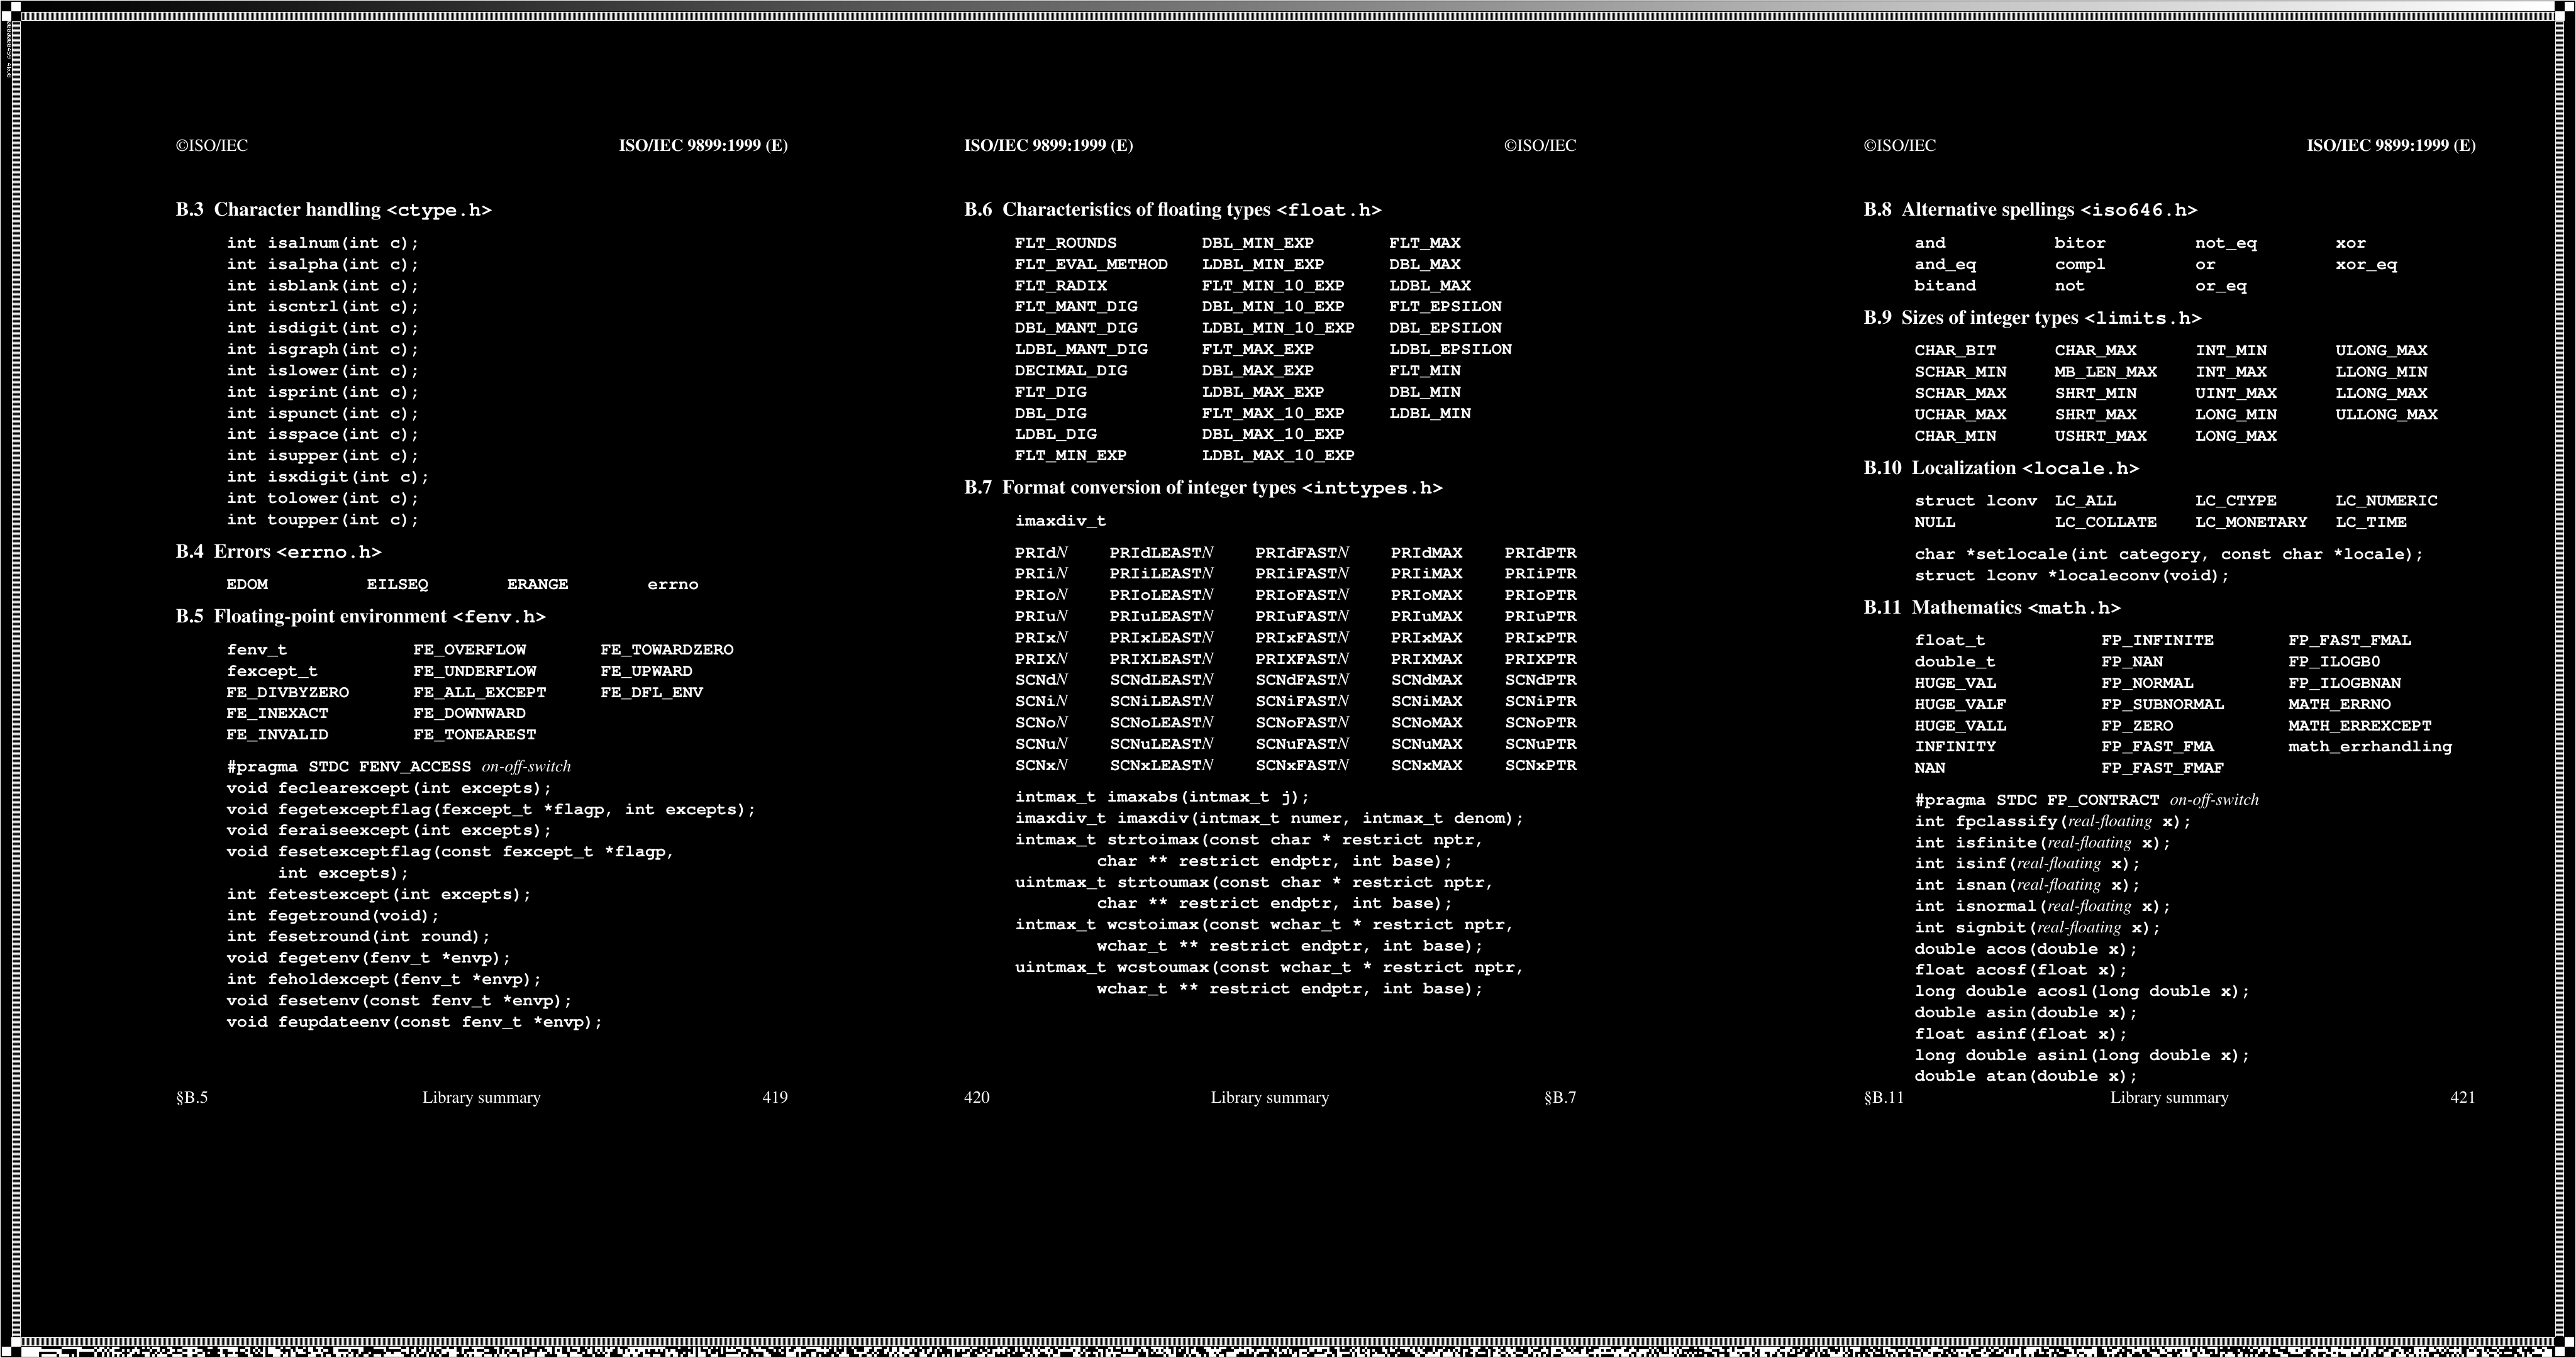 ©ISO/IEC ISO/IEC 9899:1999 (E)
B.3 Character handling <ctype.h>
int isalnum(int c);
int isalpha(int c);
int isblank(int c);
int iscntrl(int c);
int isdigit(int c);
int isgraph(int c);
int islower(int c);
int isprint(int c);
int ispunct(int c);
int isspace(int c);
int isupper(int c);
int isxdigit(int c);
int tolower(int c);
int toupper(int c);
B.4 Errors <errno.h>
EDOM EILSEQ ERANGE errno
B.5 Floating-point environment <fenv.h>
fenv_t FE_OVERFLOW FE_TOWARDZERO
fexcept_t FE_UNDERFLOW FE_UPWARD
FE_DIVBYZERO FE_ALL_EXCEPT FE_DFL_ENV
FE_INEXACT FE_DOWNWARD
FE_INVALID FE_TONEAREST
#pragma STDC FENV_ACCESS on-off-switch
void feclearexcept(int excepts);
void fegetexceptflag(fexcept_t *flagp, int excepts);
void feraiseexcept(int excepts);
void fesetexceptflag(const fexcept_t *flagp,
int excepts);
int fetestexcept(int excepts);
int fegetround(void);
int fesetround(int round);
void fegetenv(fenv_t *envp);
int feholdexcept(fenv_t *envp);
void fesetenv(const fenv_t *envp);
void feupdateenv(const fenv_t *envp);
§B.5 Library summary 419
ISO/IEC 9899:1999 (E) ©ISO/IEC
B.6 Characteristics of floating types <float.h>
FLT_ROUNDS DBL_MIN_EXP FLT_MAX
FLT_EVAL_METHOD LDBL_MIN_EXP DBL_MAX
FLT_RADIX FLT_MIN_10_EXP LDBL_MAX
FLT_MANT_DIG DBL_MIN_10_EXP FLT_EPSILON
DBL_MANT_DIG LDBL_MIN_10_EXP DBL_EPSILON
LDBL_MANT_DIG FLT_MAX_EXP LDBL_EPSILON
DECIMAL_DIG DBL_MAX_EXP FLT_MIN
FLT_DIG LDBL_MAX_EXP DBL_MIN
DBL_DIG FLT_MAX_10_EXP LDBL_MIN
LDBL_DIG DBL_MAX_10_EXP
FLT_MIN_EXP LDBL_MAX_10_EXP
B.7 Format conversion of integer types <inttypes.h>
imaxdiv_t
PRIdN PRIdLEASTN PRIdFASTN PRIdMAX PRIdPTR
PRIiN PRIiLEASTN PRIiFASTN PRIiMAX PRIiPTR
PRIoN PRIoLEASTN PRIoFASTN PRIoMAX PRIoPTR
PRIuN PRIuLEASTN PRIuFASTN PRIuMAX PRIuPTR
PRIxN PRIxLEASTN PRIxFASTN PRIxMAX PRIxPTR
PRIXN PRIXLEASTN PRIXFASTN PRIXMAX PRIXPTR
SCNdN SCNdLEASTN SCNdFASTN SCNdMAX SCNdPTR
SCNiN SCNiLEASTN SCNiFASTN SCNiMAX SCNiPTR
SCNoN SCNoLEASTN SCNoFASTN SCNoMAX SCNoPTR
SCNuN SCNuLEASTN SCNuFASTN SCNuMAX SCNuPTR
SCNxN SCNxLEASTN SCNxFASTN SCNxMAX SCNxPTR
intmax_t imaxabs(intmax_t j);
imaxdiv_t imaxdiv(intmax_t numer, intmax_t denom);
intmax_t strtoimax(const char * restrict nptr,
char ** restrict endptr, int base);
uintmax_t strtoumax(const char * restrict nptr,
char ** restrict endptr, int base);
intmax_t wcstoimax(const wchar_t * restrict nptr,
wchar_t ** restrict endptr, int base);
uintmax_t wcstoumax(const wchar_t * restrict nptr,
wchar_t ** restrict endptr, int base);
420 Library summary §B.7
©ISO/IEC ISO/IEC 9899:1999 (E)
B.8 Alternative spellings <iso646.h>
and bitor not_eq xor
and_eq compl or xor_eq
bitand not or_eq
B.9 Sizes of integer types <limits.h>
CHAR_BIT CHAR_MAX INT_MIN ULONG_MAX
SCHAR_MIN MB_LEN_MAX INT_MAX LLONG_MIN
SCHAR_MAX SHRT_MIN UINT_MAX LLONG_MAX
UCHAR_MAX SHRT_MAX LONG_MIN ULLONG_MAX
CHAR_MIN USHRT_MAX LONG_MAX
B.10 Localization <locale.h>
struct lconv LC_ALL LC_CTYPE LC_NUMERIC
NULL LC_COLLATE LC_MONETARY LC_TIME
char *setlocale(int category, const char *locale);
struct lconv *localeconv(void);
B.11 Mathematics <math.h>
float_t FP_INFINITE FP_FAST_FMAL
double_t FP_NAN FP_ILOGB0
HUGE_VAL FP_NORMAL FP_ILOGBNAN
HUGE_VALF FP_SUBNORMAL MATH_ERRNO
HUGE_VALL FP_ZERO MATH_ERREXCEPT
INFINITY FP_FAST_FMA math_errhandling
NAN FP_FAST_FMAF
#pragma STDC FP_CONTRACT on-off-switch
int fpclassify(real-floating x);
int isfinite(real-floating x);
int isinf(real-floating x);
int isnan(real-floating x);
int isnormal(real-floating x);
int signbit(real-floating x);
double acos(double x);
float acosf(float x);
long double acosl(long double x);
double asin(double x);
float asinf(float x);
long double asinl(long double x);
double atan(double x);
§B.11 Library summary 421